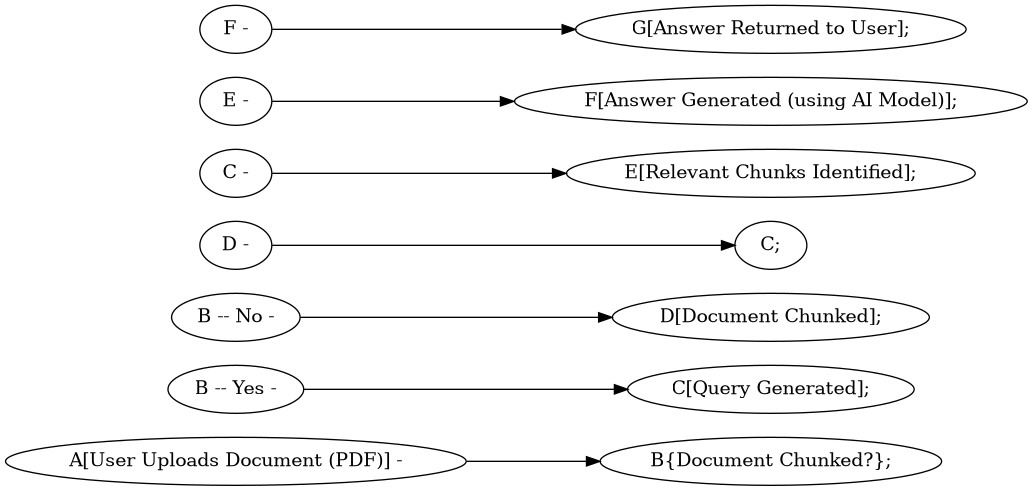 F -
G[Answer Returned to User];
E -
F[Answer Generated (using AI Model)];
C -
E[Relevant Chunks Identified];
D -
C;
B -- No -
D[Document Chunked];
B -- Yes -
C[Query Generated];
A[User Uploads Document (PDF)] -
B{Document Chunked?};